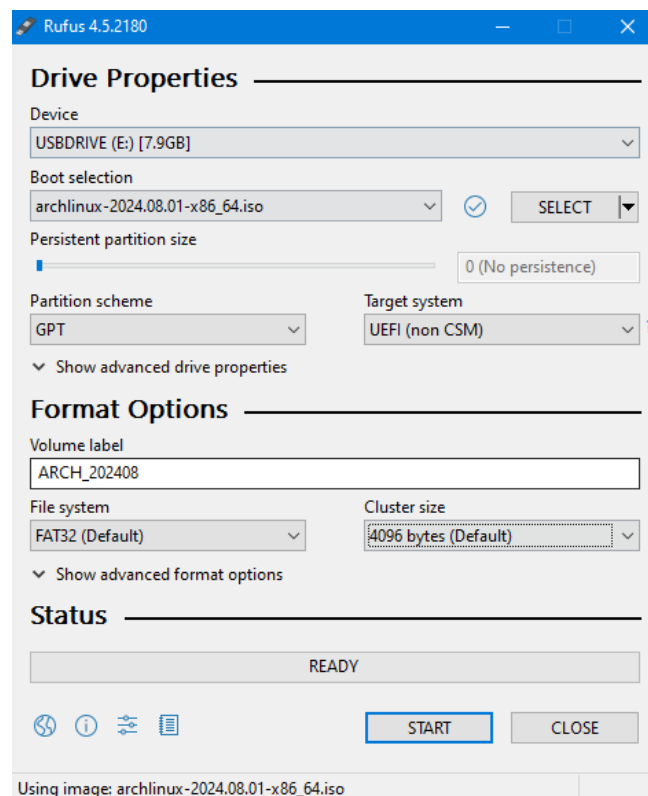 Rufus 4.5.2180
Drive Properties
Device
USBDRIVE (E:) [7.9GB]
Boot selection
archlinux-2024.08.01-x86_64.iso
SELECT
Persistent partition size
0 (No persistence)
Partition scheme
Target system
GPT
UEFI (non CSM)
Show advanced drive properties
Format Options
Volume label
ARCH_202408
File system
Cluster size
FAT32 (Default)
4096 bytes (Default)
Show advanced format options
Status
READY
START
CLOSE
Using image: archlinux-2024.08.01-x86_64.iso